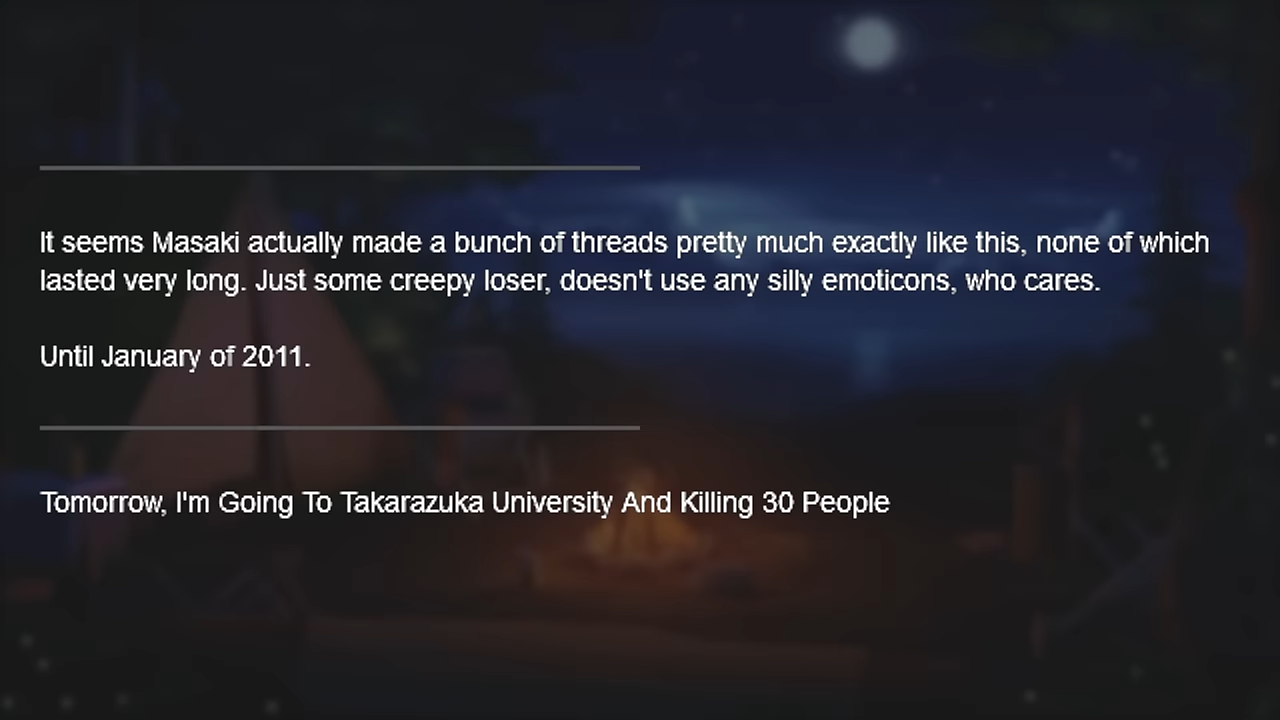 It seems Masaki actually made a bunch of threads pretty much exactly like this, none of which
lasted very long. Just some creepy loser, doesn't use any silly emoticons, who cares.
Until January of 2011.
Tomorrow, I'm Going To Takarazuka University And Killing 30 People